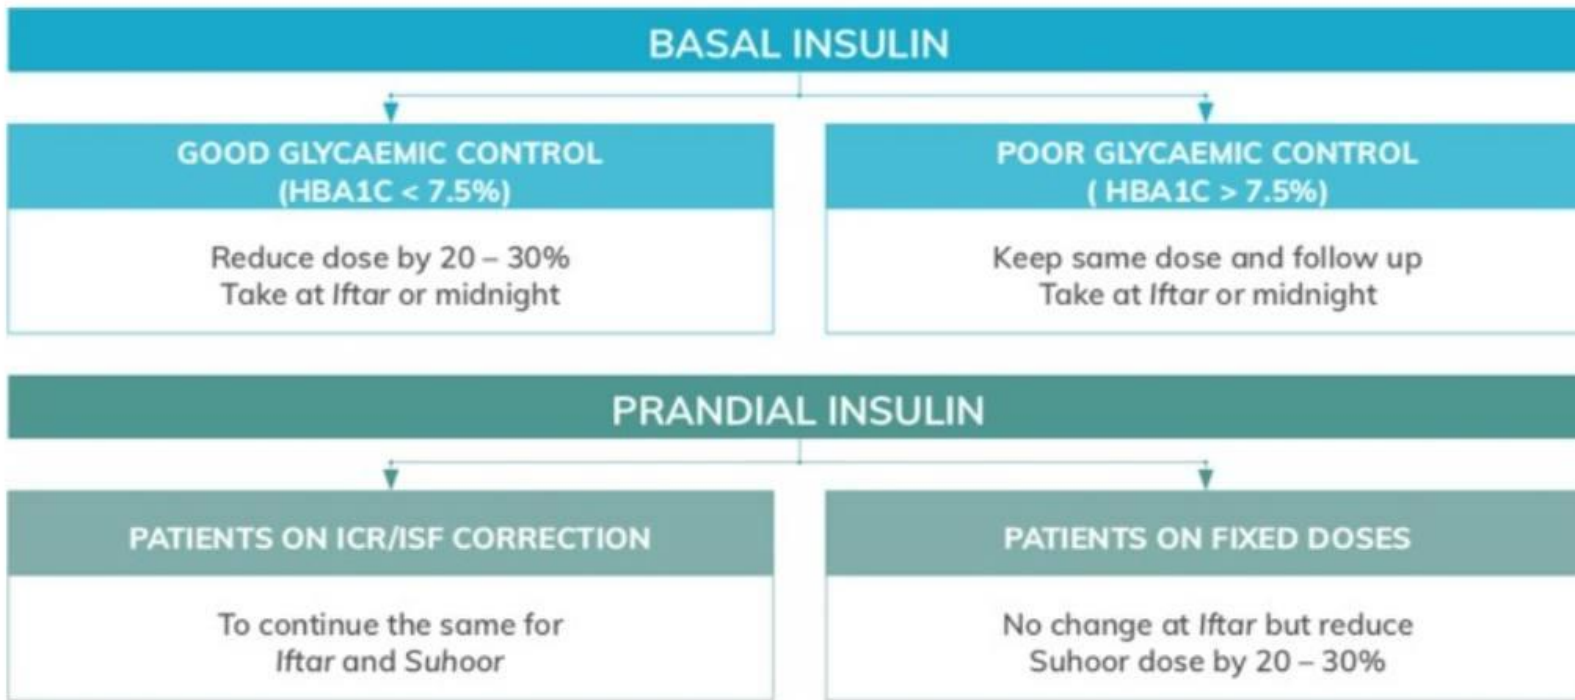 BASAL INSULIN
GOOD GLYCAEMIC CONTROL
(HBA1C < 7.5%)
Reduce dose by 20 – 30%
Take at Iftar or midnight
POOR GLYCAEMIC CONTROL
( HBA1C > 7.5%)
Keep same dose and follow up
Take at Iftar or midnight
PRANDIAL INSULIN
PATIENTS ON ICR/ISF CORRECTION
To continue the same for
Iftar and Suhoor
PATIENTS ON FIXED DOSES
No change at Iftar but reduce
Suhoor dose by 20 – 30%